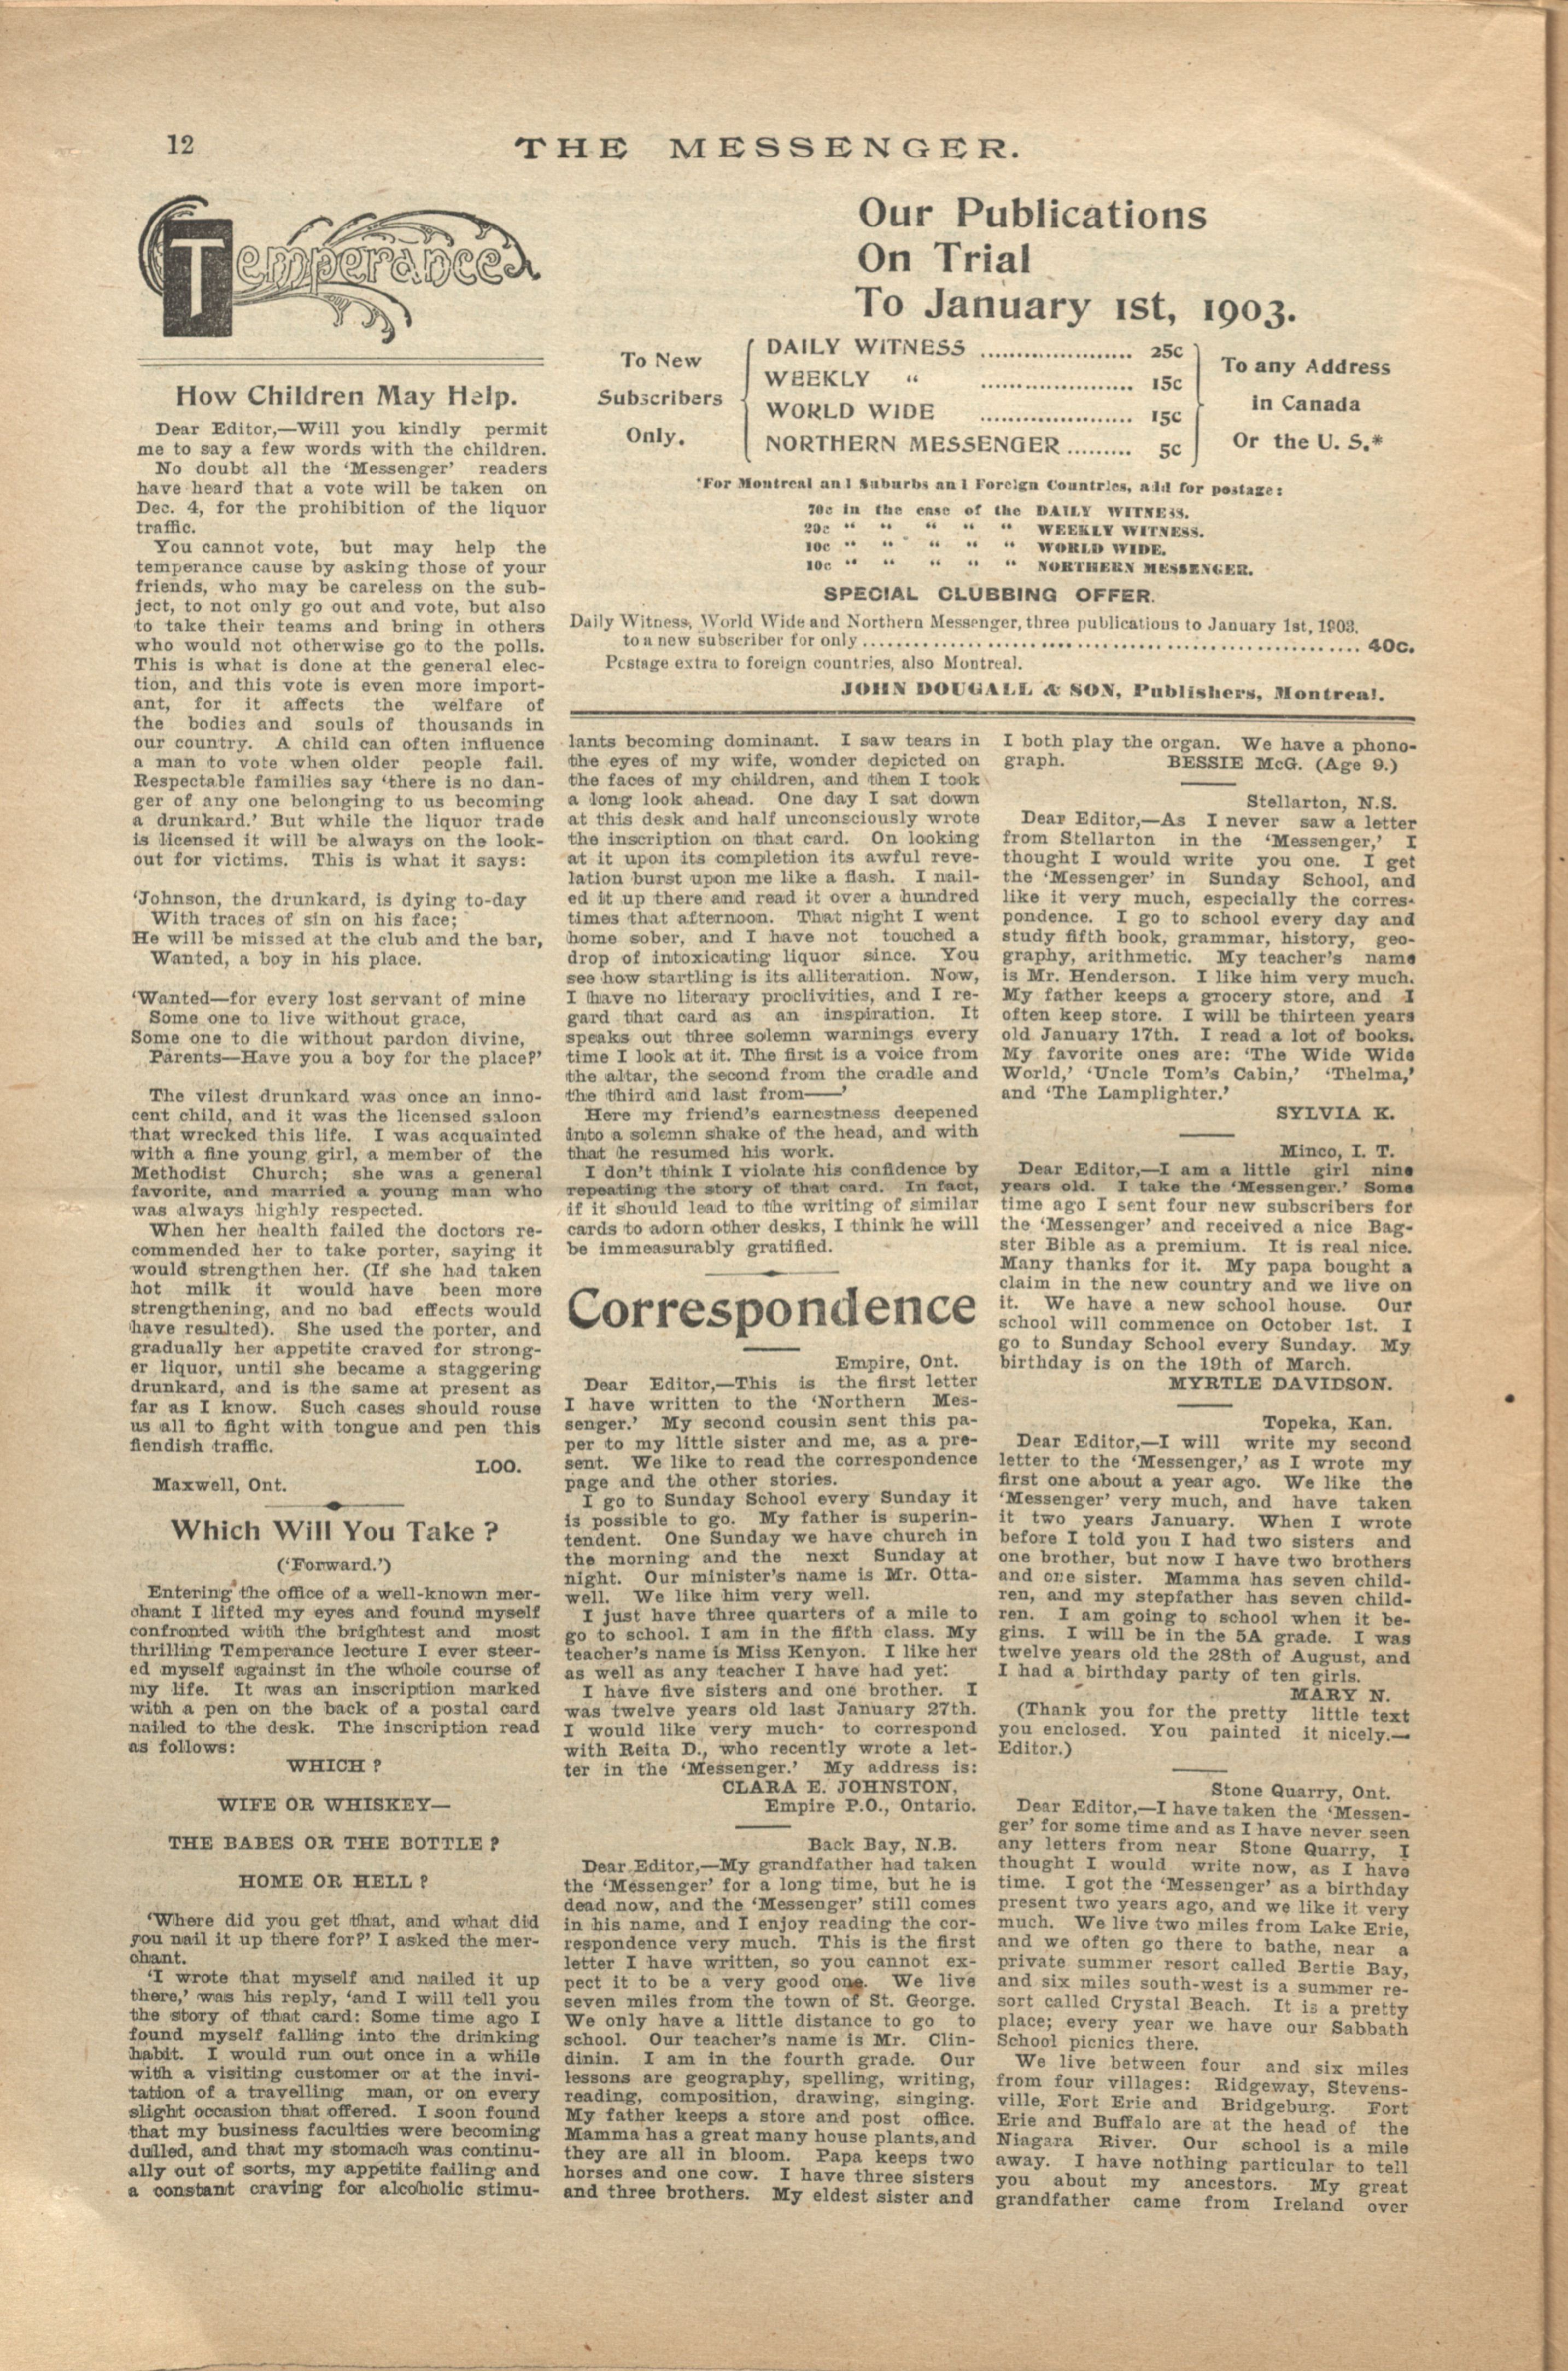 12
THE MESSENGER.
Temperance
How Children May Help.
Dear Editor,—Will you kindly permit
me to say a few words with the children.
No doubt all the ‘Messenger’ readers
have heard that a vote will be taken on
Dec. 4, for the prohibition of the liquor
traffic.
You cannot vote, but may help the
temperance cause by asking those of your
friends, who may be careless on the sub-
ject, to not only go out and vote, but also
to take their teams and bring in others
who would not otherwise go to the polls.
This is what is done at the general elec-
tion, and this vote is even more import-
ant, for it affects the welfare of
the bodies and souls of thousands in
our country. A child can often influence
a man to vote when older people fail.
Respectable families say ‘there is no dan-
ger of any one belonging to us becoming
a drunkard.’ But while the liquor trade
is licensed it will be always on the look-
out for victims. This is what it says:
‘Johnson, the drunkard, is dying to-day
With traces of sin on his face;
He will be missed at the club and the bar,
Wanted, a boy in his place.
‘Wanted—for every lost servant of mine
Some one to live without grace,
Some one to die without pardon divine,
Parents—Have you a boy for the place?’
The vilest drunkard was once an inno-
cent child, and it was the licensed saloon
that wrecked this life. I was acquainted
with a fine young girl, a member of the
Methodist Church; she was a general
favorite, and married a young man who
was always highly respected.
When her health failed the doctors re-
commended her to take porter, saying it
would strengthen her. (If she had taken
hot milk it would have been more
strengthening, and no bad effects would
have resulted). She used the porter, and
gradually her appetite craved for strong-
er liquor, until she became a staggering
drunkard, and is the same at present as
far as I know. Such cases should rouse
us all to fight with tongue and pen this
fiendish traffic.
LOO.
Maxwell, Ont.
Which Will You Take ?
(‘Forward.’)
Entering the office of a well-known mer-
chant I lifted my eyes and found myself
confronted with the brightest and most
thrilling Temperance lecture I ever steer-
ed myself against in the whole course of
my life. It was an inscription marked
with a pen on the back of a postal card
nailed to the desk. The inscription read
as follows:
WHICH ?
WIFE OR WHISKEY—
THE BABES OR THE BOTTLE ?
HOME OR HELL ?
‘Where did you get that, and what did
you nail it up there for?’ I asked the mer-
chant.
‘I wrote that myself and nailed it up
there,’ was his reply, ‘and I will tell you
the story of that card: Some time ago I
found myself falling into the drinking
habit. I would run out once in a while
with a visiting customer or at the invi-
tation of a travelling man, or on every
slight occasion that offered. I soon found
that my business faculties were becoming
dulled, and that my stomach was continu-
ally out of sorts, my appetite failing and
a constant craving for alcoholic stimu-
Our Publications
On Trial
To January 1st, 1903.
To New
Subscribers
Only.
DAILY WITNESS ..................... 25c
WEEKLY “ ..................... 15c
WORLD WIDE ..................... 15c
NORTHERN MESSENGER ......... 5c
To any Address
in Canada
Or the U. S.*
*For Montreal and Suburbs and Foreign Countries, add for postage:
70c in the case of the DAILY WITNESS.
20c “ “ “ “ “ WEEKLY WITNESS.
10c “ “ “ “ “ WORLD WIDE.
10c “ “ “ “ “ NORTHERN MESSENGER.
SPECIAL CLUBBING OFFER.
Daily Witness, World Wide and Northern Messenger, three publications to January 1st, 1903,
to a new subscriber for only ............................................................ 40c.
Postage extra to foreign countries, also Montreal.
JOHN DOUGALL & SON, Publishers, Montreal.
lants becoming dominant. I saw tears in
the eyes of my wife, wonder depicted on
the faces of my children, and then I took
a long look ahead. One day I sat down
at this desk and half unconsciously wrote
the inscription on that card. On looking
at it upon its completion its awful reve-
lation burst upon me like a flash. I nail-
ed it up there and read it over a hundred
times that afternoon. That night I went
home sober, and I have not touched a
drop of intoxicating liquor since. You
see how startling is its alliteration. Now,
I have no literary proclivities, and I re-
gard that card as an inspiration. It
speaks out three solemn warnings every
time I look at it. The first is a voice from
the altar, the second from the cradle and
the third and last from——’
Here my friend’s earnestness deepened
into a solemn shake of the head, and with
that he resumed his work.
I don’t think I violate his confidence by
repeating the story of that card. In fact,
if it should lead to the writing of similar
cards to adorn other desks, I think he will
be immeasurably gratified.
Correspondence
Empire, Ont.
Dear Editor,—This is the first letter
I have written to the ‘Northern Mes-
senger.’ My second cousin sent this pa-
per to my little sister and me, as a pre-
sent. We like to read the correspondence
page and the other stories.
I go to Sunday School every Sunday it
is possible to go. My father is superin-
tendent. One Sunday we have church in
the morning and the next Sunday at
night. Our minister’s name is Mr. Otta-
well. We like him very well.
I just have three quarters of a mile to
go to school. I am in the fifth class. My
teacher’s name is Miss Kenyon. I like her
as well as any teacher I have had yet.
I have five sisters and one brother. I
was twelve years old last January 27th.
I would like very much to correspond
with Reita D., who recently wrote a let-
ter in the ‘Messenger.’ My address is:
CLARA E. JOHNSTON,
Empire P.O., Ontario.
Back Bay, N.B.
Dear Editor,—My grandfather had taken
the ‘Messenger’ for a long time, but he is
dead now, and the ‘Messenger’ still comes
in his name, and I enjoy reading the cor-
respondence very much. This is the first
letter I have written, so you cannot ex-
pect it to be a very good one. We live
seven miles from the town of St. George.
We only have a little distance to go to
school. Our teacher’s name is Mr. Clin-
dinin. I am in the fourth grade. Our
lessons are geography, spelling, writing,
reading, composition, drawing, singing.
My father keeps a store and post office.
Mamma has a great many house plants, and
they are all in bloom. Papa keeps two
horses and one cow. I have three sisters
and three brothers. My eldest sister and
I both play the organ. We have a phono-
graph. BESSIE McG. (Age 9.)
Stellarton, N.S.
Dear Editor,—As I never saw a letter
from Stellarton in the ‘Messenger,’ I
thought I would write you one. I get
the ‘Messenger’ in Sunday School, and
like it very much, especially the corres-
pondence. I go to school every day and
study fifth book, grammar, history, geo-
graphy, arithmetic. My teacher’s name
is Mr. Henderson. I like him very much.
My father keeps a grocery store, and I
often keep store. I will be thirteen years
old January 17th. I read a lot of books.
My favorite ones are: ‘The Wide Wide
World,’ ‘Uncle Tom’s Cabin,’ ‘Thelma,’
and ‘The Lamplighter.’
SYLVIA K.
Minco, I. T.
Dear Editor,—I am a little girl nine
years old. I take the ‘Messenger.’ Some
time ago I sent four new subscribers for
the ‘Messenger’ and received a nice Bag-
ster Bible as a premium. It is real nice.
Many thanks for it. My papa bought a
claim in the new country and we live on
it. We have a new school house. Our
school will commence on October 1st. I
go to Sunday School every Sunday. My
birthday is on the 19th of March.
MYRTLE DAVIDSON.
Topeka, Kan.
Dear Editor,—I will write my second
letter to the ‘Messenger,’ as I wrote my
first one about a year ago. We like the
‘Messenger’ very much, and have taken
it two years January. When I wrote
before I told you I had two sisters and
one brother, but now I have two brothers
and one sister. Mamma has seven child-
ren, and my stepfather has seven child-
ren. I am going to school when it be-
gins. I will be in the 5A grade. I was
twelve years old the 28th of August, and
I had a birthday party of ten girls.
MARY N.
(Thank you for the pretty little text
you enclosed. You painted it nicely.—
Editor.)
Stone Quarry, Ont.
Dear Editor,—I have taken the ‘Messen-
ger’ for some time and as I have never seen
any letters from near Stone Quarry, I
thought I would write now, as I have
time. I got the ‘Messenger’ as a birthday
present two years ago, and we like it very
much. We live two miles from Lake Erie,
and we often go there to bathe, near a
private summer resort called Bertie Bay,
and six miles south-west is a summer re-
sort called Crystal Beach. It is a pretty
place; every year we have our Sabbath
School picnics there.
We live between four and six miles
from four villages: Ridgeway, Stevens-
ville, Fort Erie and Bridgeburg. Fort
Erie and Buffalo are at the head of the
Niagara River. Our school is a mile
away. I have nothing particular to tell
you about my ancestors. My great
grandfather came from Ireland over